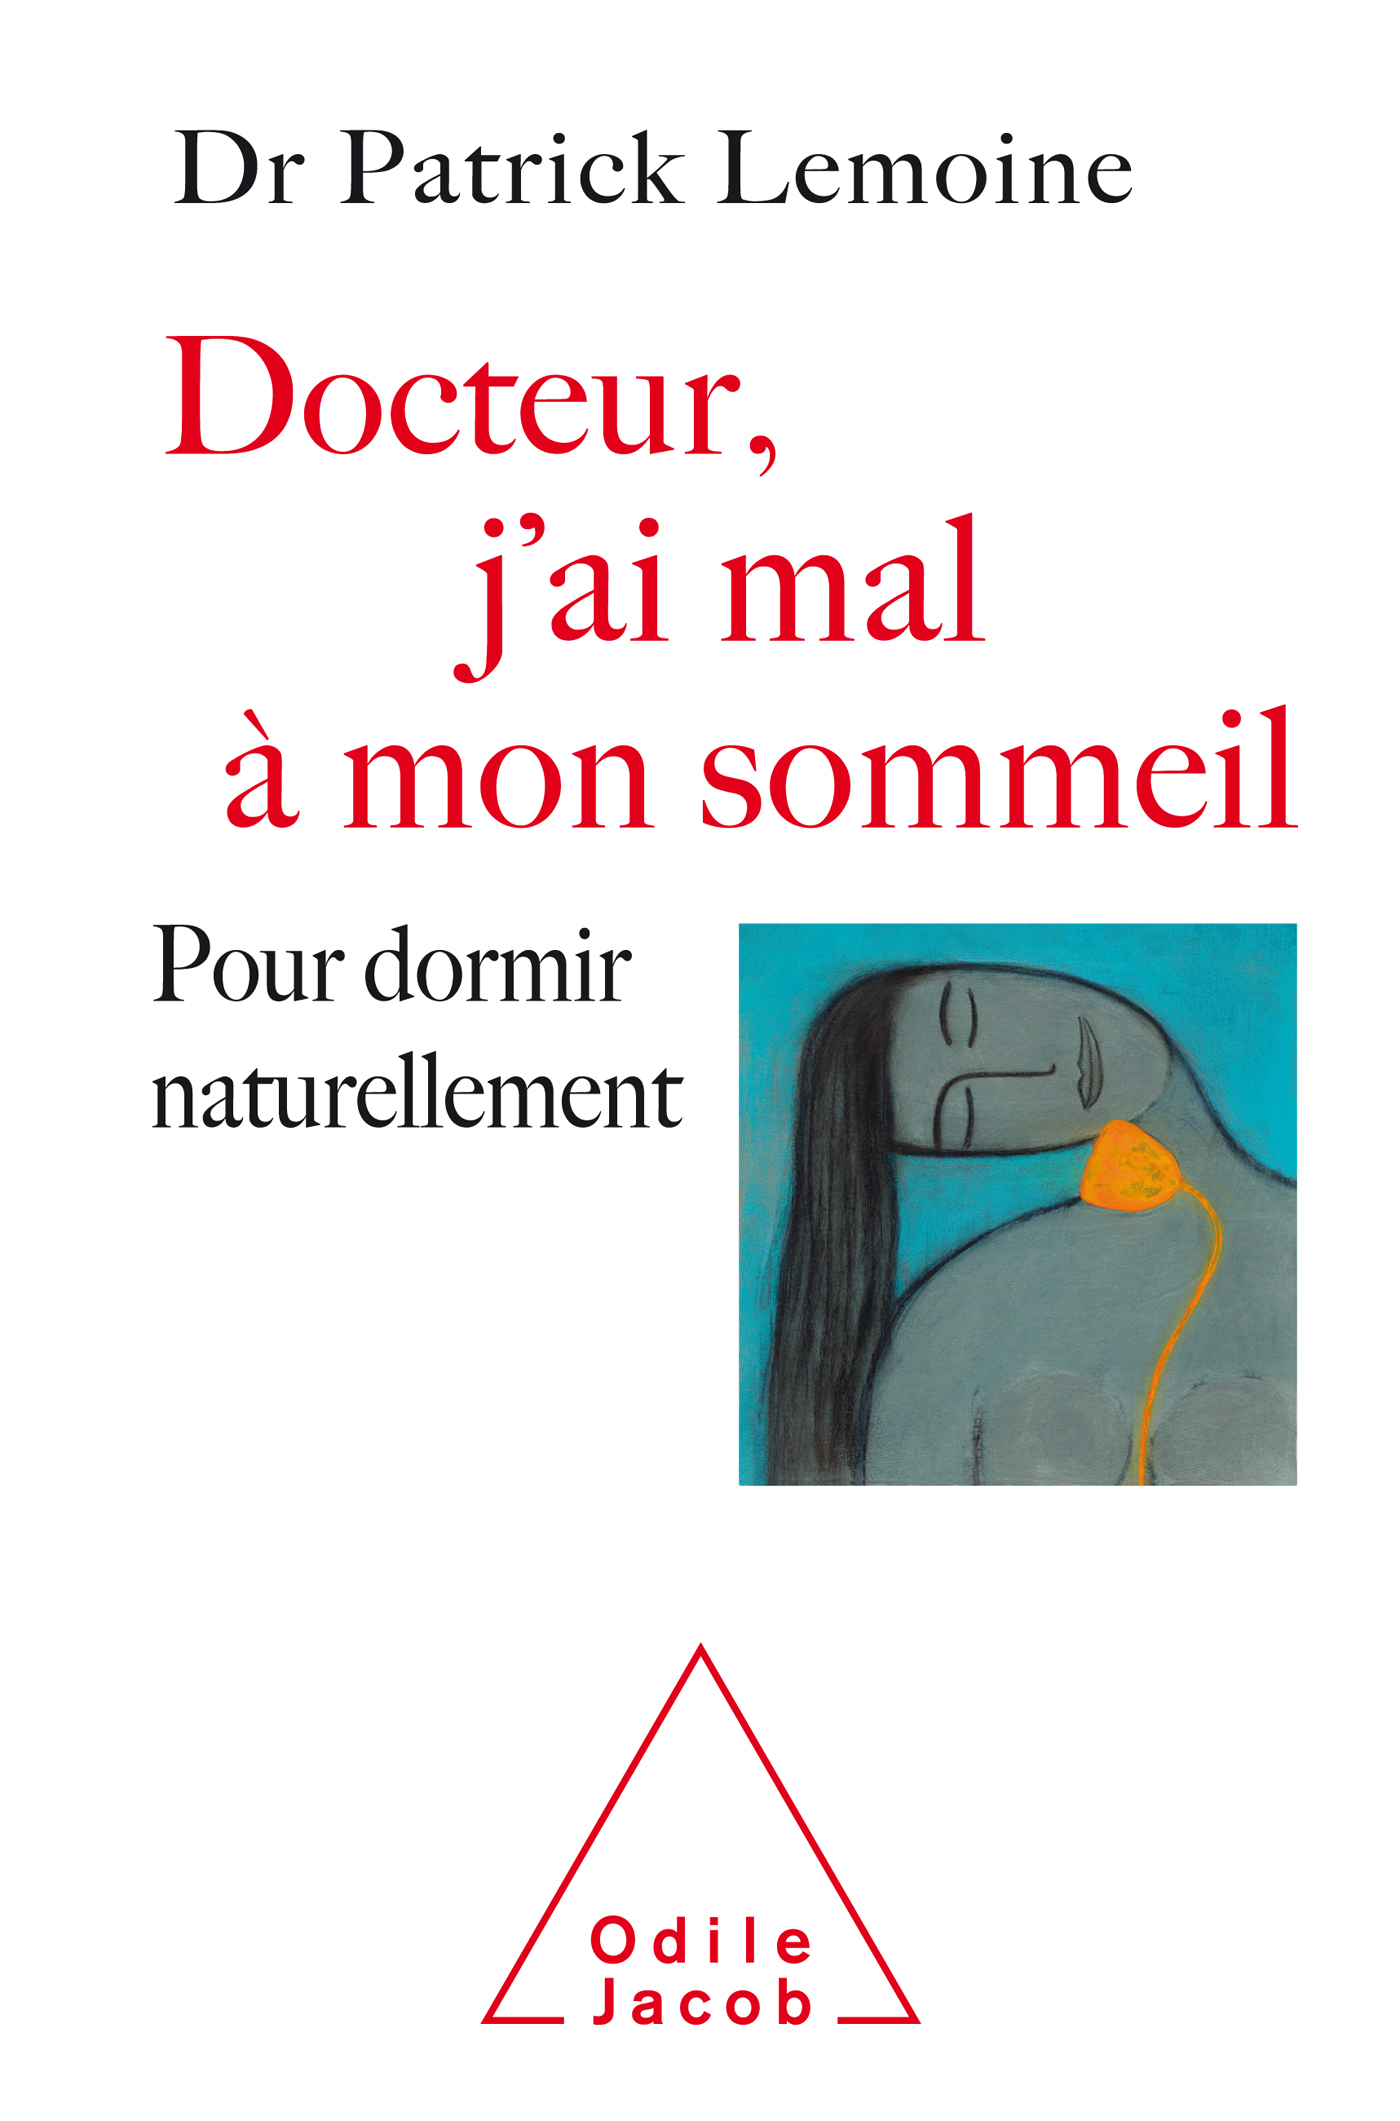 Dr Patrick Lemoine
Docteur,
j’ai mal
à mon sommeil
Pour dormir
naturellement
Odile
Jacob